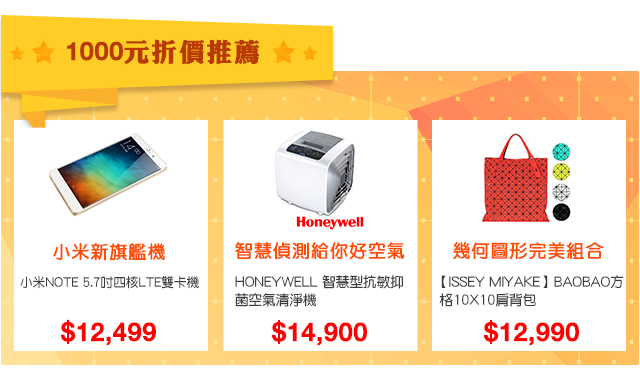 1000元折價推薦
Honeywell
小米新旗艦機
智慧偵測給你好空氣
幾何圖形完美組合
小米NOTE 5.7吋四核LTE雙卡機
HONEYWELL 智慧型抗敏抑
菌空氣清淨機
【ISSEY MIYAKE】BAOBAO方
格10X10肩背包
$12,499
$14,900
$12,990